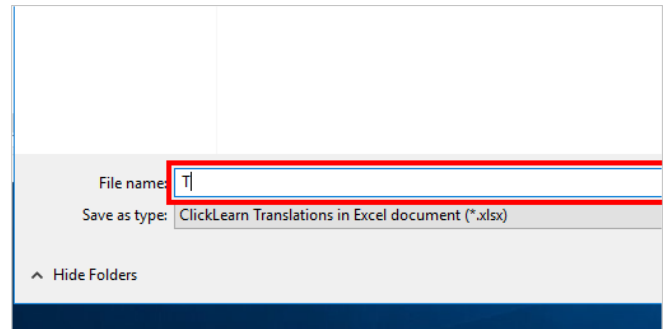 File name: T
Save as type: ClickLearn Translations in Excel document (*.xlsx)
Hide Folders